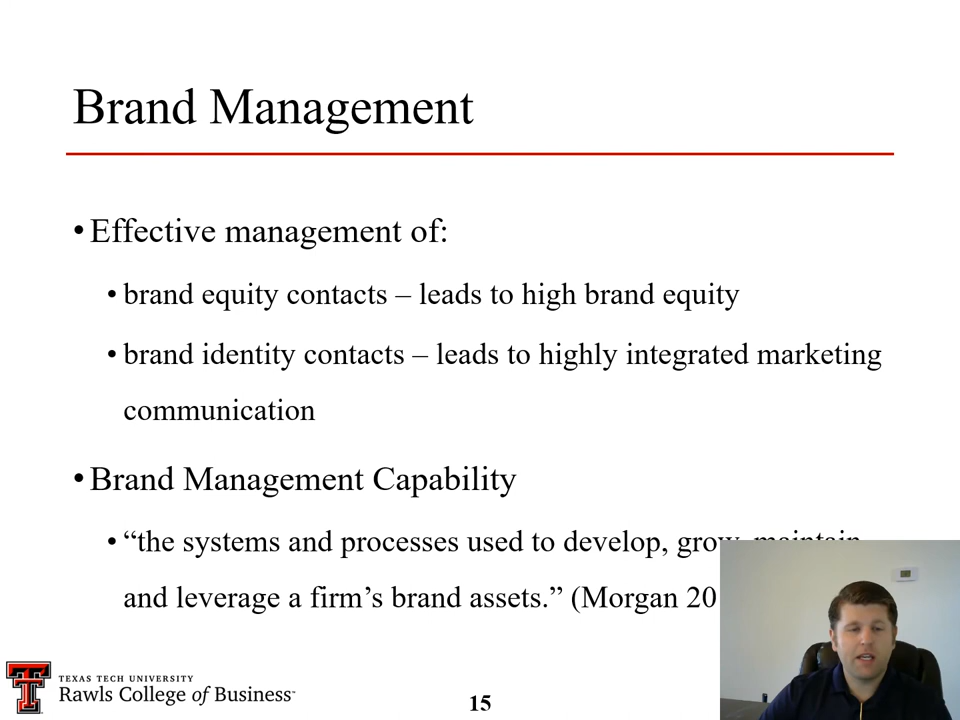 Brand Management
• Effective management of:
• brand equity contacts – leads to high brand equity
• brand identity contacts – leads to highly integrated marketing
communication
• Brand Management Capability
• “the systems and processes used to develop, grow, maintain
and leverage a firm’s brand assets.” (Morgan 20
TEXAS TECH UNIVERSITY
Rawls College of Business
15